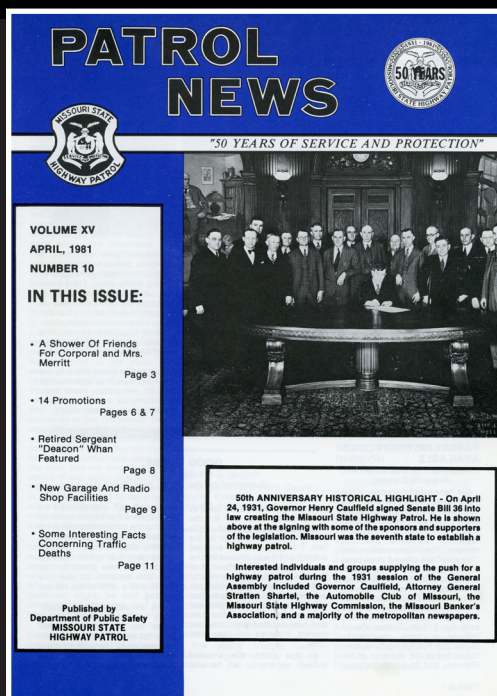 PATROL
NEWS
1931 - 1981
50 YEARS
MISSOURI STATE HIGHWAY PATROL
MISSOURI STATE
HIGHWAY PATROL
"50 YEARS OF SERVICE AND PROTECTION"
VOLUME XV
APRIL, 1981
NUMBER 10
IN THIS ISSUE:
• A Shower Of Friends
For Corporal and Mrs.
Merritt
Page 3
• 14 Promotions
Pages 6 & 7
• Retired Sergeant
"Deacon" Whan
Featured
Page 8
• New Garage And Radio
Shop Facilities
Page 9
• Some Interesting Facts
Concerning Traffic
Deaths
Page 11
Published by
Department of Public Safety
MISSOURI STATE
HIGHWAY PATROL
50th ANNIVERSARY HISTORICAL HIGHLIGHT - On April
24, 1931, Governor Henry Caulfield signed Senate Bill 36 into
law creating the Missouri State Highway Patrol. He is shown
above at the signing with some of the sponsors and supporters
of the legislation. Missouri was the seventh state to establish a
highway patrol.
Interested individuals and groups supplying the push for a
highway patrol during the 1931 session of the General
Assembly included Governor Caulfield, Attorney General
Stratten Shartel, the Automobile Club of Missouri, the
Missouri State Highway Commission, the Missouri Banker's
Association, and a majority of the metropolitan newspapers.